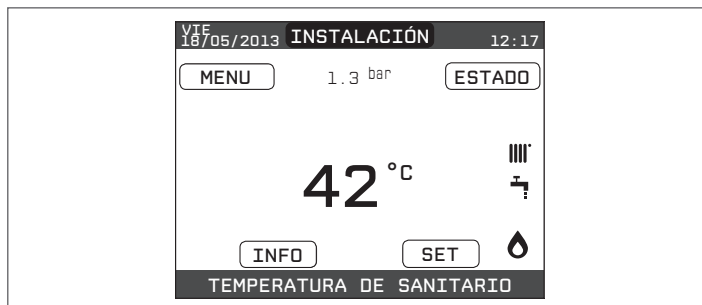 VIE
18/05/2013 INSTALACIÓN 12:17
MENU 1.3 bar ESTADO
42 °C
INFO SET
TEMPERATURA DE SANITARIO